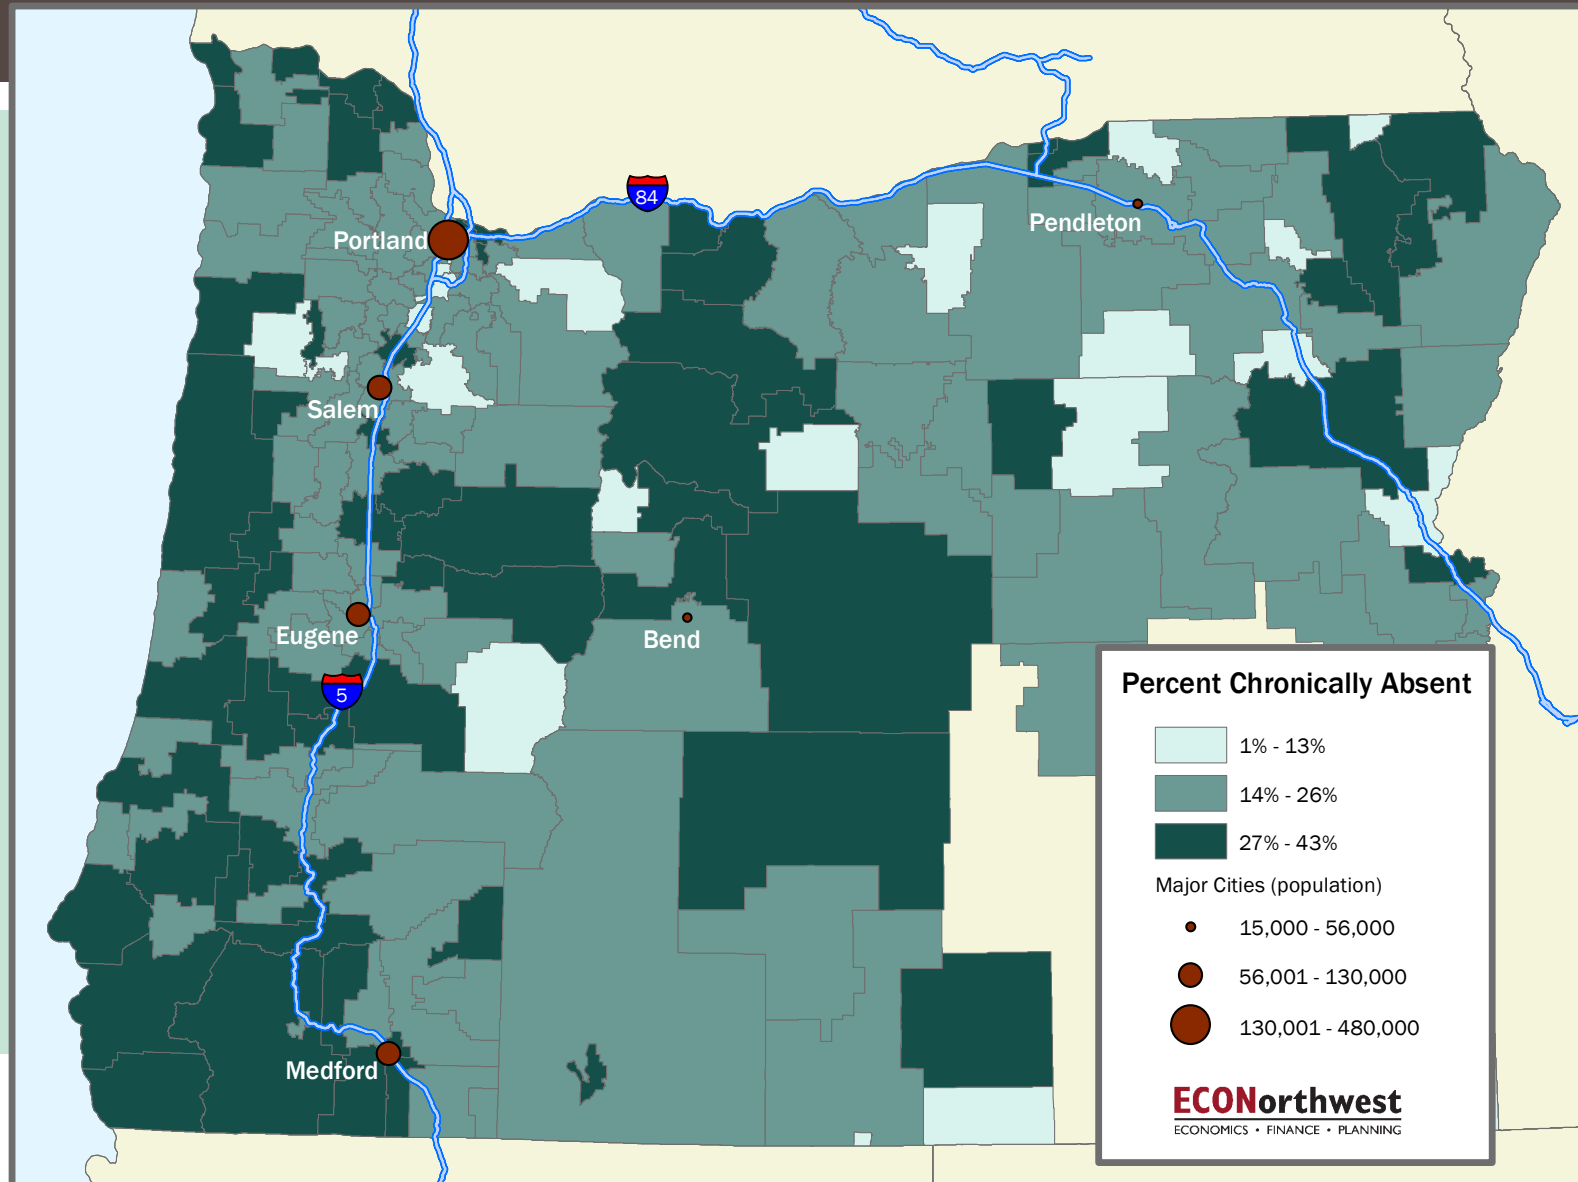 84
Portland
Pendleton
Salem
Eugene
Bend
5
Medford
Percent Chronically Absent
1% - 13%
14% - 26%
27% - 43%
Major Cities (population)
15,000 - 56,000
56,001 - 130,000
130,001 - 480,000
ECONorthwest
ECONOMICS • FINANCE • PLANNING